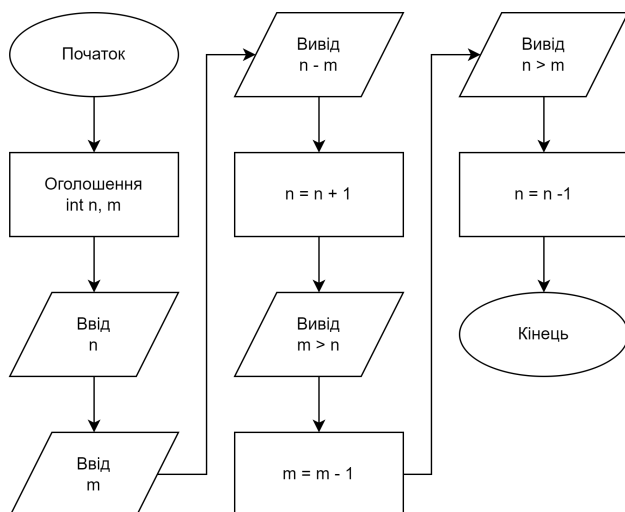 Початок
Оголошення
int n, m
Ввід
n
Ввід
m
Вивід
n - m
n = n + 1
Вивід
m > n
m = m - 1
Вивід
n > m
n = n -1
Кінець